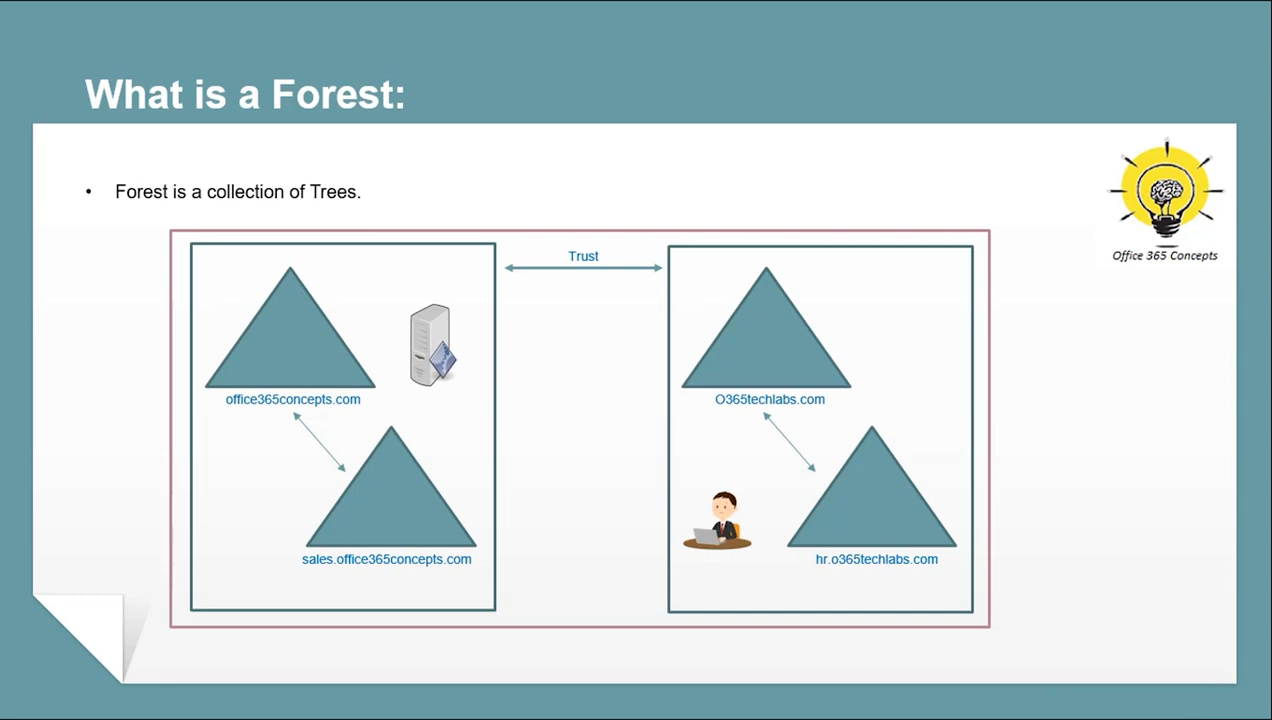 What is a Forest:
• Forest is a collection of Trees.
Office 365 Concepts
Trust
office365concepts.com
O365techlabs.com
sales.office365concepts.com
hr.o365techlabs.com